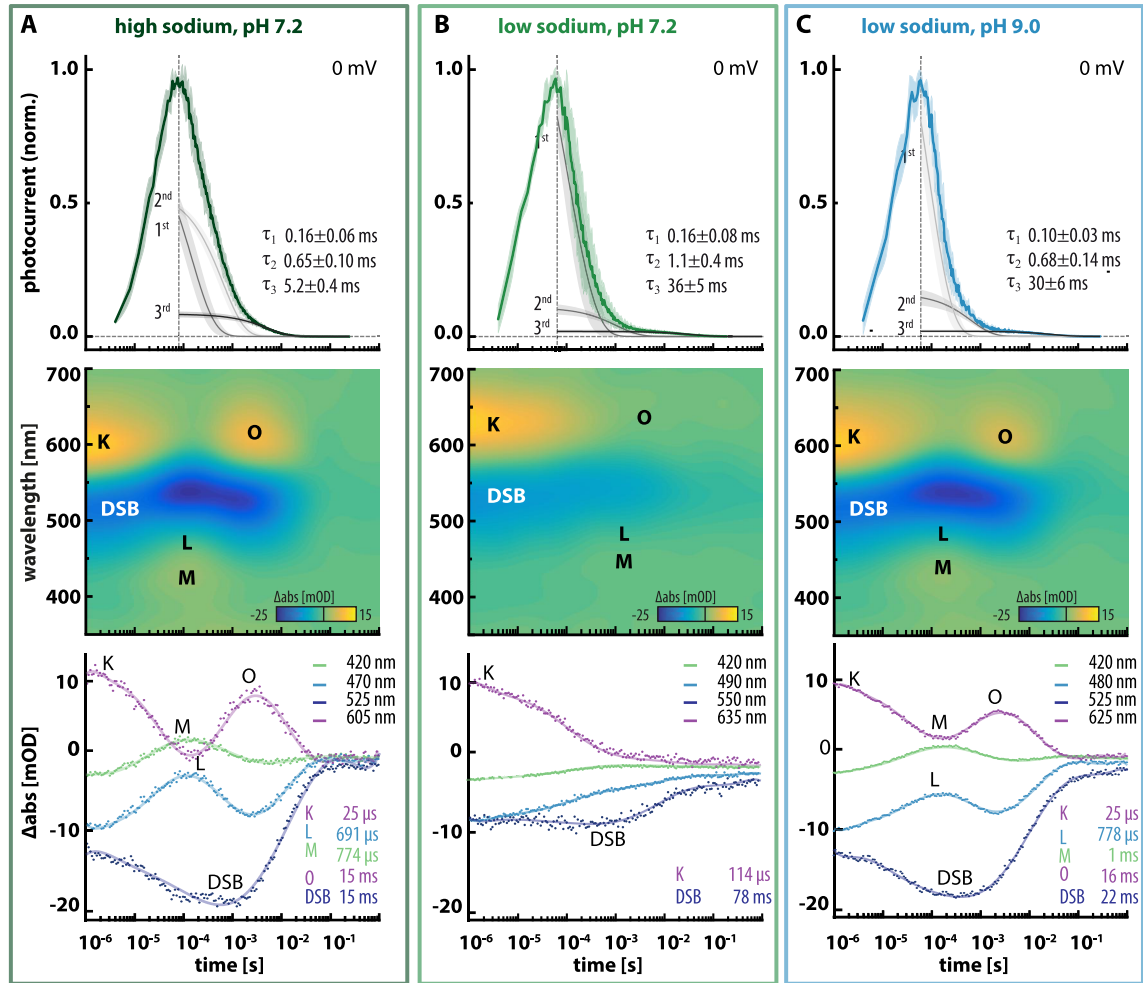 A
high sodium, pH 7.2
0 mV
photocurrent (norm.)
1.0
0.5
0.0
2nd
1st
3rd
τ1 0.16±0.06 ms
τ2 0.65±0.10 ms
τ3 5.2±0.4 ms
wavelength [nm]
700
600
500
400
K
O
DSB
L
M
Δabs [mOD]
-25 15
Δabs [mOD]
10
0
-10
-20
K
M
L
O
DSB
420 nm
470 nm
525 nm
605 nm
K 25 µs
L 691 µs
M 774 µs
O 15 ms
DSB 15 ms
10-6 10-5 10-4 10-3 10-2 10-1
time [s]
B
low sodium, pH 7.2
0 mV
1st
2nd
3rd
τ1 0.16±0.08 ms
τ2 1.1±0.4 ms
τ3 36±5 ms
1.0
0.5
0.0
700
600
500
400
K
O
DSB
L
M
Δabs [mOD]
-25 15
10
0
-10
-20
K
DSB
420 nm
490 nm
550 nm
635 nm
K 114 µs
DSB 78 ms
10-6 10-5 10-4 10-3 10-2 10-1
time [s]
C
low sodium, pH 9.0
0 mV
1st
2nd
3rd
τ1 0.10±0.03 ms
τ2 0.68±0.14 ms
τ3 30±6 ms
1.0
0.5
0.0
700
600
500
400
K
O
DSB
L
M
Δabs [mOD]
-25 15
10
0
-10
-20
K
M
O
L
DSB
420 nm
480 nm
525 nm
625 nm
K 25 µs
L 778 µs
M 1 ms
O 16 ms
DSB 22 ms
10-6 10-5 10-4 10-3 10-2 10-1
time [s]